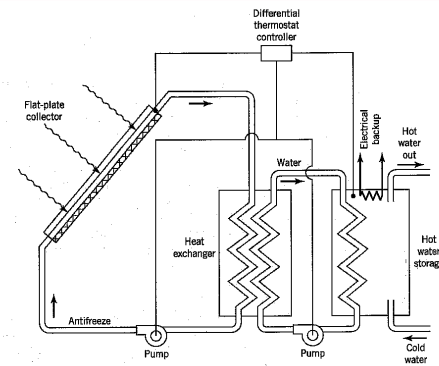 Differential
thermostat
controller
Flat-plate
collector
Electrical
backup
Hot
water
out
Water
Heat
exchanger
Hot
water
storag
Antifreeze
Pump
Pump
Cold
water